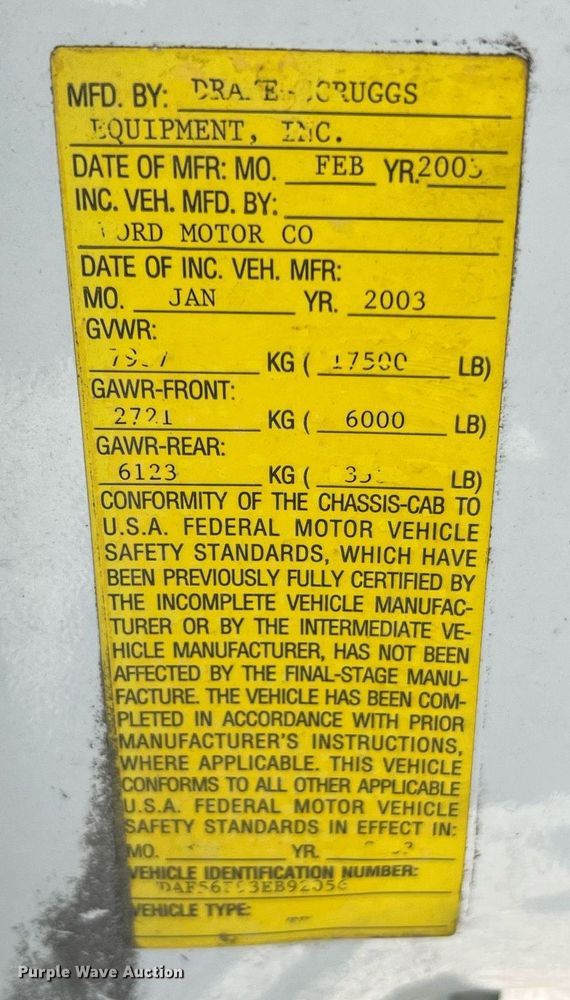 MFD. BY: DRAKE-SCRUGGS
EQUIPMENT, INC.
DATE OF MFR: MO. FEB YR. 2003
INC. VEH. MFD. BY:
FORD MOTOR CO
DATE OF INC. VEH. MFR:
MO. JAN YR. 2003
GVWR:
KG ( 17500 LB)
GAWR-FRONT:
2721 KG ( 6000 LB)
GAWR-REAR:
6123 KG ( LB)
CONFORMITY OF THE CHASSIS-CAB TO
U.S.A. FEDERAL MOTOR VEHICLE
SAFETY STANDARDS, WHICH HAVE
BEEN PREVIOUSLY FULLY CERTIFIED BY
THE INCOMPLETE VEHICLE MANUFAC-
TURER OR BY THE INTERMEDIATE VE-
HICLE MANUFACTURER, HAS NOT BEEN
AFFECTED BY THE FINAL-STAGE MANU-
FACTURE. THE VEHICLE HAS BEEN COM-
PLETED IN ACCORDANCE WITH PRIOR
MANUFACTURER'S INSTRUCTIONS,
WHERE APPLICABLE. THIS VEHICLE
CONFORMS TO ALL OTHER APPLICABLE
U.S.A. FEDERAL MOTOR VEHICLE
SAFETY STANDARDS IN EFFECT IN:
MO. YR.
VEHICLE IDENTIFICATION NUMBER:
VEHICLE TYPE:
Purple Wave Auction